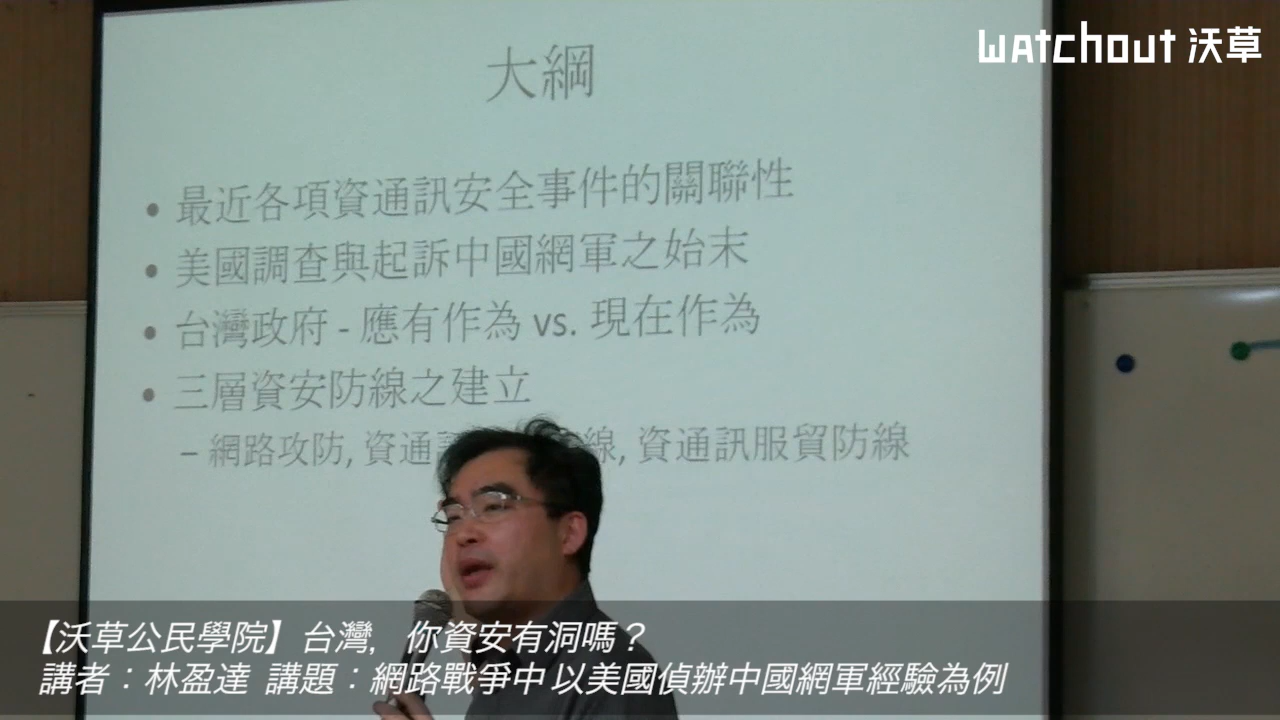 WATCHOUT 沃草
大綱
• 最近各項資通訊安全事件的關聯性
• 美國調查與起訴中國網軍之始末
• 台灣政府 - 應有作為 vs. 現在作為
• 三層資安防線之建立
– 網路攻防, 資通 線, 資通訊服貿防線
【沃草公民學院】台灣，你資安有洞嗎？
講者：林盈達 講題：網路戰爭中 以美國偵辦中國網軍經驗為例